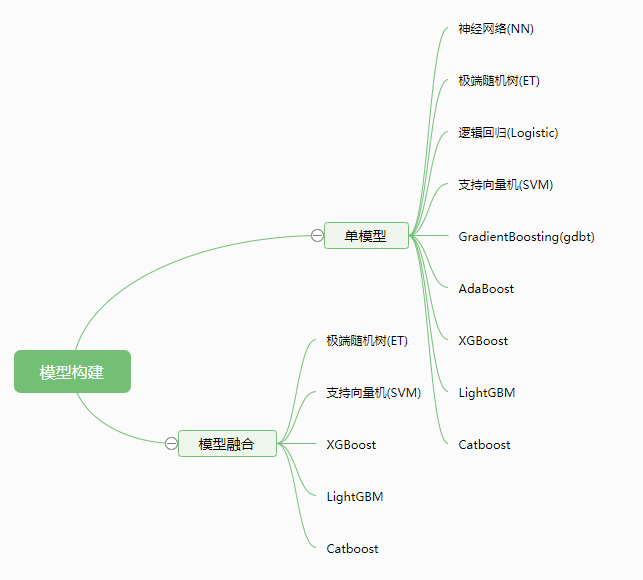 模型构建
单模型
神经网络(NN)
极端随机树(ET)
逻辑回归(Logistic)
支持向量机(SVM)
GradientBoosting(gdbt)
AdaBoost
XGBoost
LightGBM
Catboost
模型融合
极端随机树(ET)
支持向量机(SVM)
XGBoost
LightGBM
Catboost